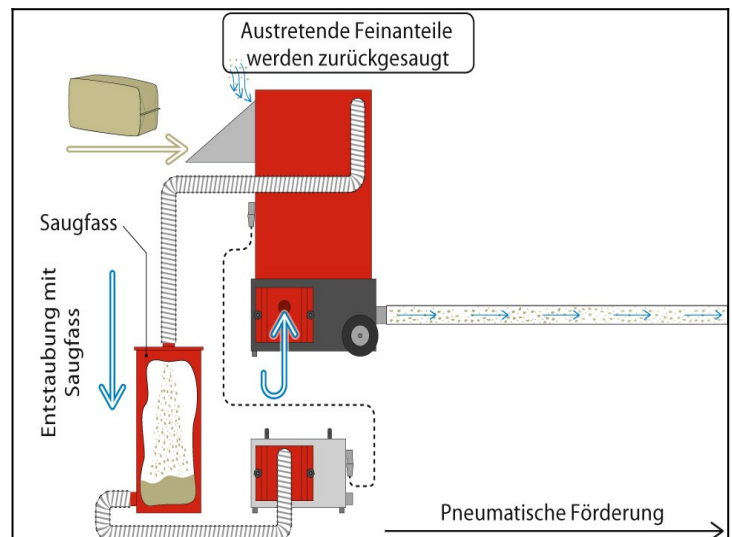 Austretende Feinanteile
werden zurückgesaugt
Saugfass
Entstaubung mit
Saugfass
Pneumatische Förderung